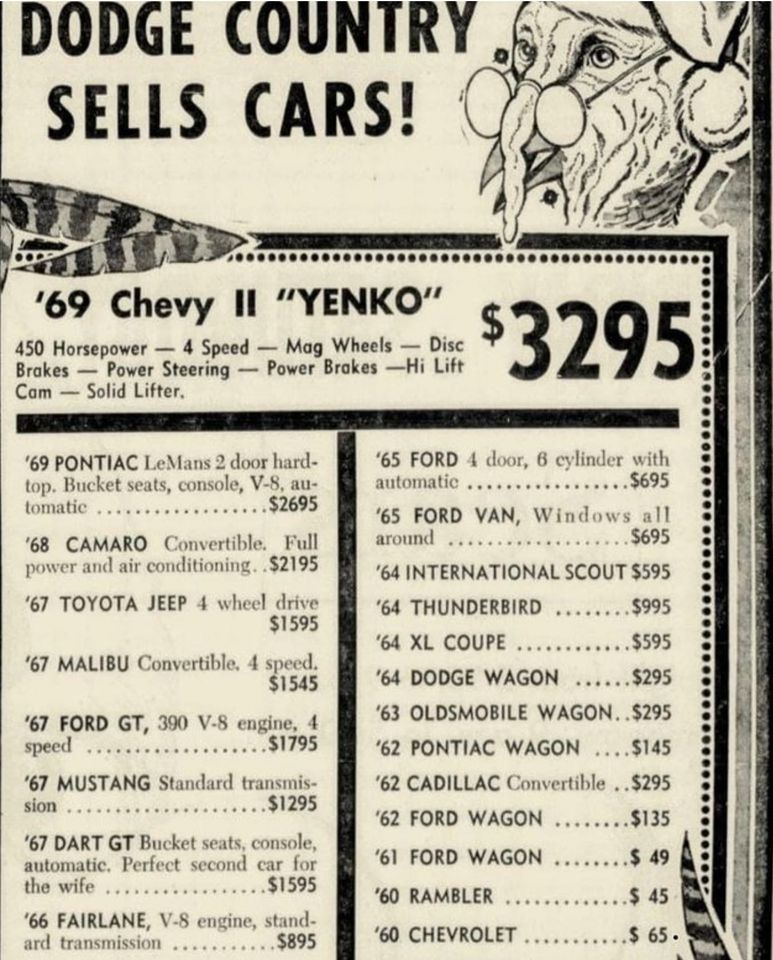 DODGE COUNTRY
SELLS CARS!
'69 Chevy II "YENKO"
$3295
450 Horsepower — 4 Speed — Mag Wheels — Disc
Brakes — Power Steering — Power Brakes —Hi Lift
Cam — Solid Lifter.
'69 PONTIAC LeMans 2 door hard-
top. Bucket seats, console, V-8, au-
tomatic ..................$2695
'68 CAMARO Convertible. Full
power and air conditioning. .$2195
'67 TOYOTA JEEP 4 wheel drive
$1595
'67 MALIBU Convertible. 4 speed.
$1545
'67 FORD GT, 390 V-8 engine, 4
speed ...................$1795
'67 MUSTANG Standard transmis-
sion .....................$1295
'67 DART GT Bucket seats, console,
automatic. Perfect second car for
the wife .................$1595
'66 FAIRLANE, V-8 engine, stand-
ard transmission ...........$895
'65 FORD 4 door, 6 cylinder with
automatic .................$695
'65 FORD VAN, Windows all
around ...................$695
'64 INTERNATIONAL SCOUT $595
'64 THUNDERBIRD ........$995
'64 XL COUPE ............$595
'64 DODGE WAGON ......$295
'63 OLDSMOBILE WAGON..$295
'62 PONTIAC WAGON ....$145
'62 CADILLAC Convertible ..$295
'62 FORD WAGON ........$135
'61 FORD WAGON ........$ 49
'60 RAMBLER .............$ 45
'60 CHEVROLET ...........$ 65